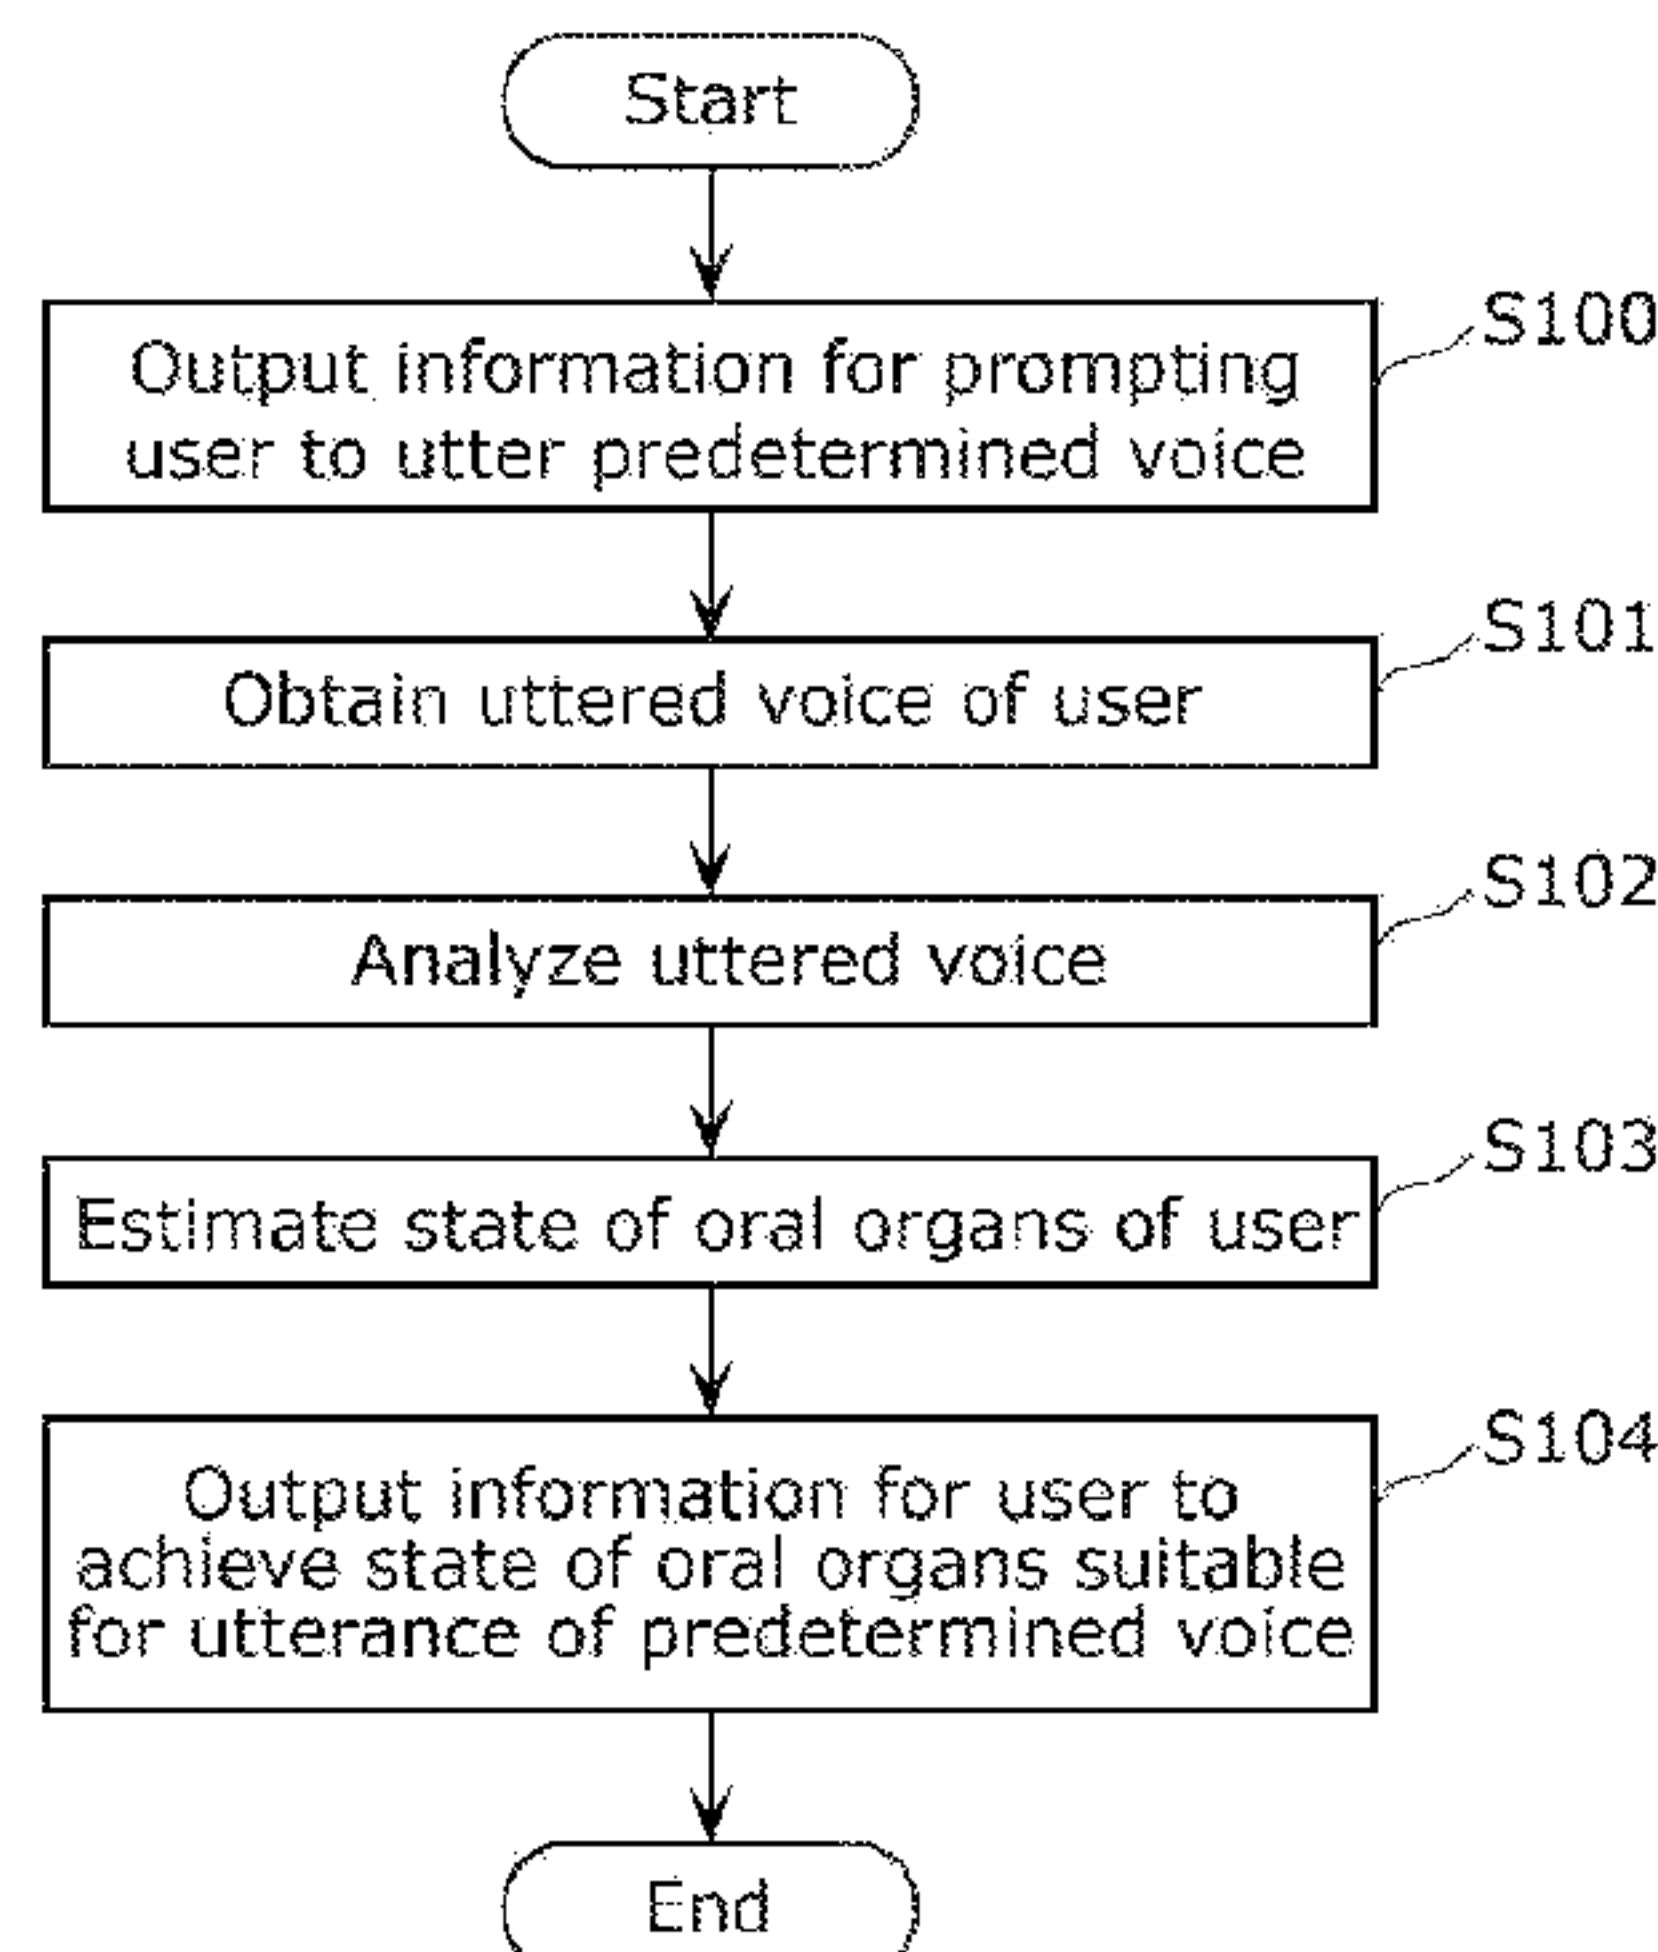 Start
S100
Output information for prompting
user to utter predetermined voice
S101
Obtain uttered voice of user
S102
Analyze uttered voice
S103
Estimate state of oral organs of user
S104
Output information for user to
achieve state of oral organs suitable
for utterance of predetermined voice
End